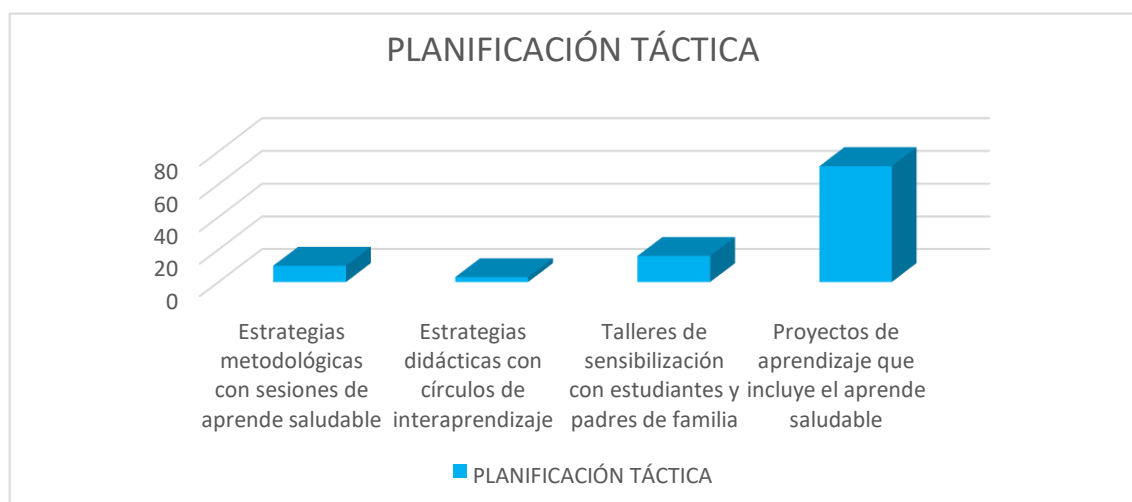 PLANIFICACIÓN TÁCTICA
80
60
40
20
0
Estrategias
metodológicas
con sesiones de
aprende saludable
Estrategias
didácticas con
círculos de
interaprendizaje
Talleres de
sensibilización
con estudiantes y
padres de familia
Proyectos de
aprendizaje que
incluye el aprende
saludable
PLANIFICACIÓN TÁCTICA